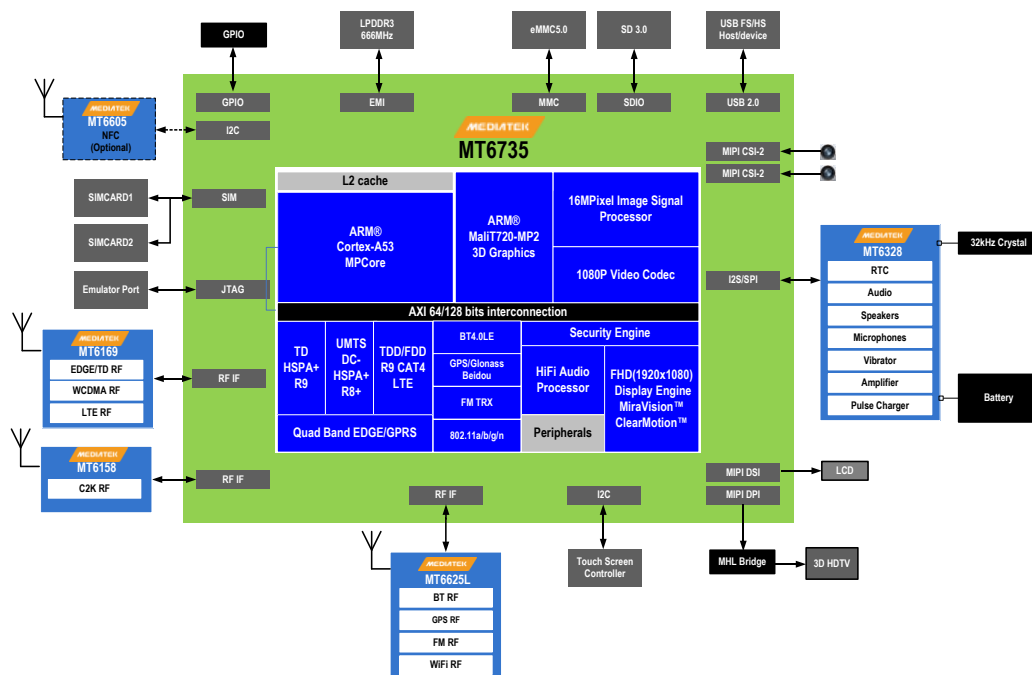 GPIO
LPDDR3
666MHz
eMMC5.0
SD 3.0
USB FS/HS
Host/device
GPIO
EMI
MMC
SDIO
USB 2.0
MEDIATEK
MT6605
NFC
(Optional)
I2C
MEDIATEK
MT6735
MIPI CSI-2
MIPI CSI-2
SIMCARD1
SIM
SIMCARD2
Emulator Port
JTAG
L2 cache
ARM®
Cortex-A53
MPCore
ARM®
MaliT720-MP2
3D Graphics
16MPixel Image Signal
Processor
1080P Video Codec
AXI 64/128 bits interconnection
TD
HSPA+
R9
UMTS
DC-
HSPA+
R8+
TDD/FDD
R9 CAT4
LTE
Quad Band EDGE/GPRS
BT4.0LE
GPS/Glonass
Beidou
FM TRX
802.11a/b/g/n
Security Engine
HiFi Audio
Processor
Peripherals
FHD(1920x1080)
Display Engine
MiraVision™
ClearMotion™
I2S/SPI
MEDIATEK
MT6328
RTC
Audio
Speakers
Microphones
Vibrator
Amplifier
Pulse Charger
32kHz Crystal
Battery
MEDIATEK
MT6169
EDGE/TD RF
WCDMA RF
LTE RF
RF IF
MEDIATEK
MT6158
C2K RF
RF IF
RF IF
I2C
MIPI DSI
LCD
MIPI DPI
MEDIATEK
MT6625L
BT RF
GPS RF
FM RF
WiFi RF
Touch Screen
Controller
MHL Bridge
3D HDTV